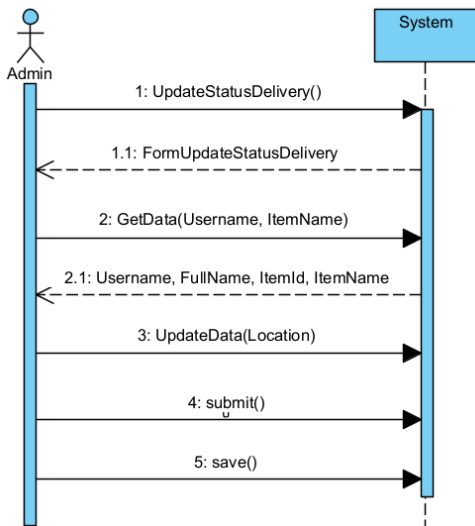 System
Admin
1: UpdateStatusDelivery()
1.1: FormUpdateStatusDelivery
2: GetData(Username, ItemName)
2.1: Username, FullName, ItemId, ItemName
3: UpdateData(Location)
4: submit()
5: save()